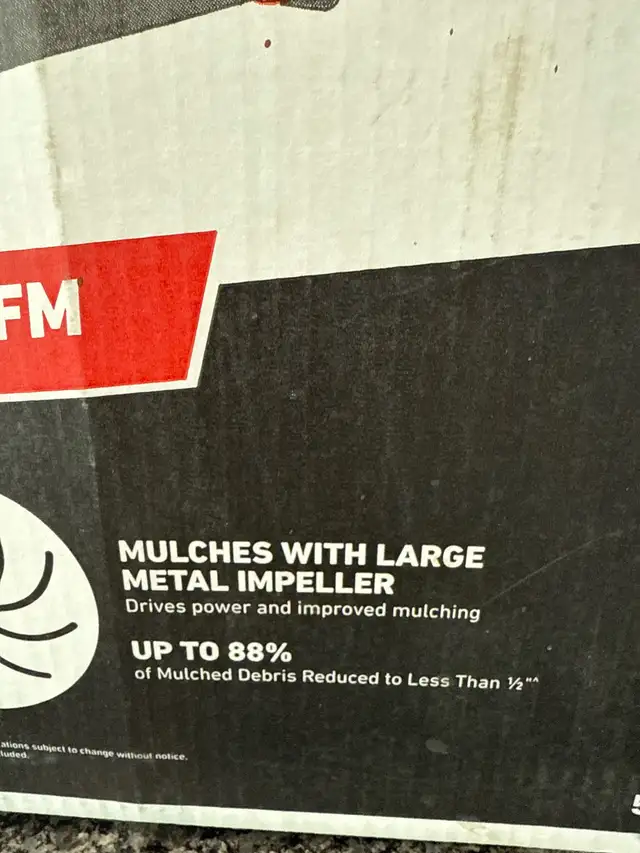 FM
MULCHES WITH LARGE
METAL IMPELLER
Drives power and improved mulching
UP TO 88%
of Mulched Debris Reduced to Less Than ½"^
ations subject to change without notice.
luded.